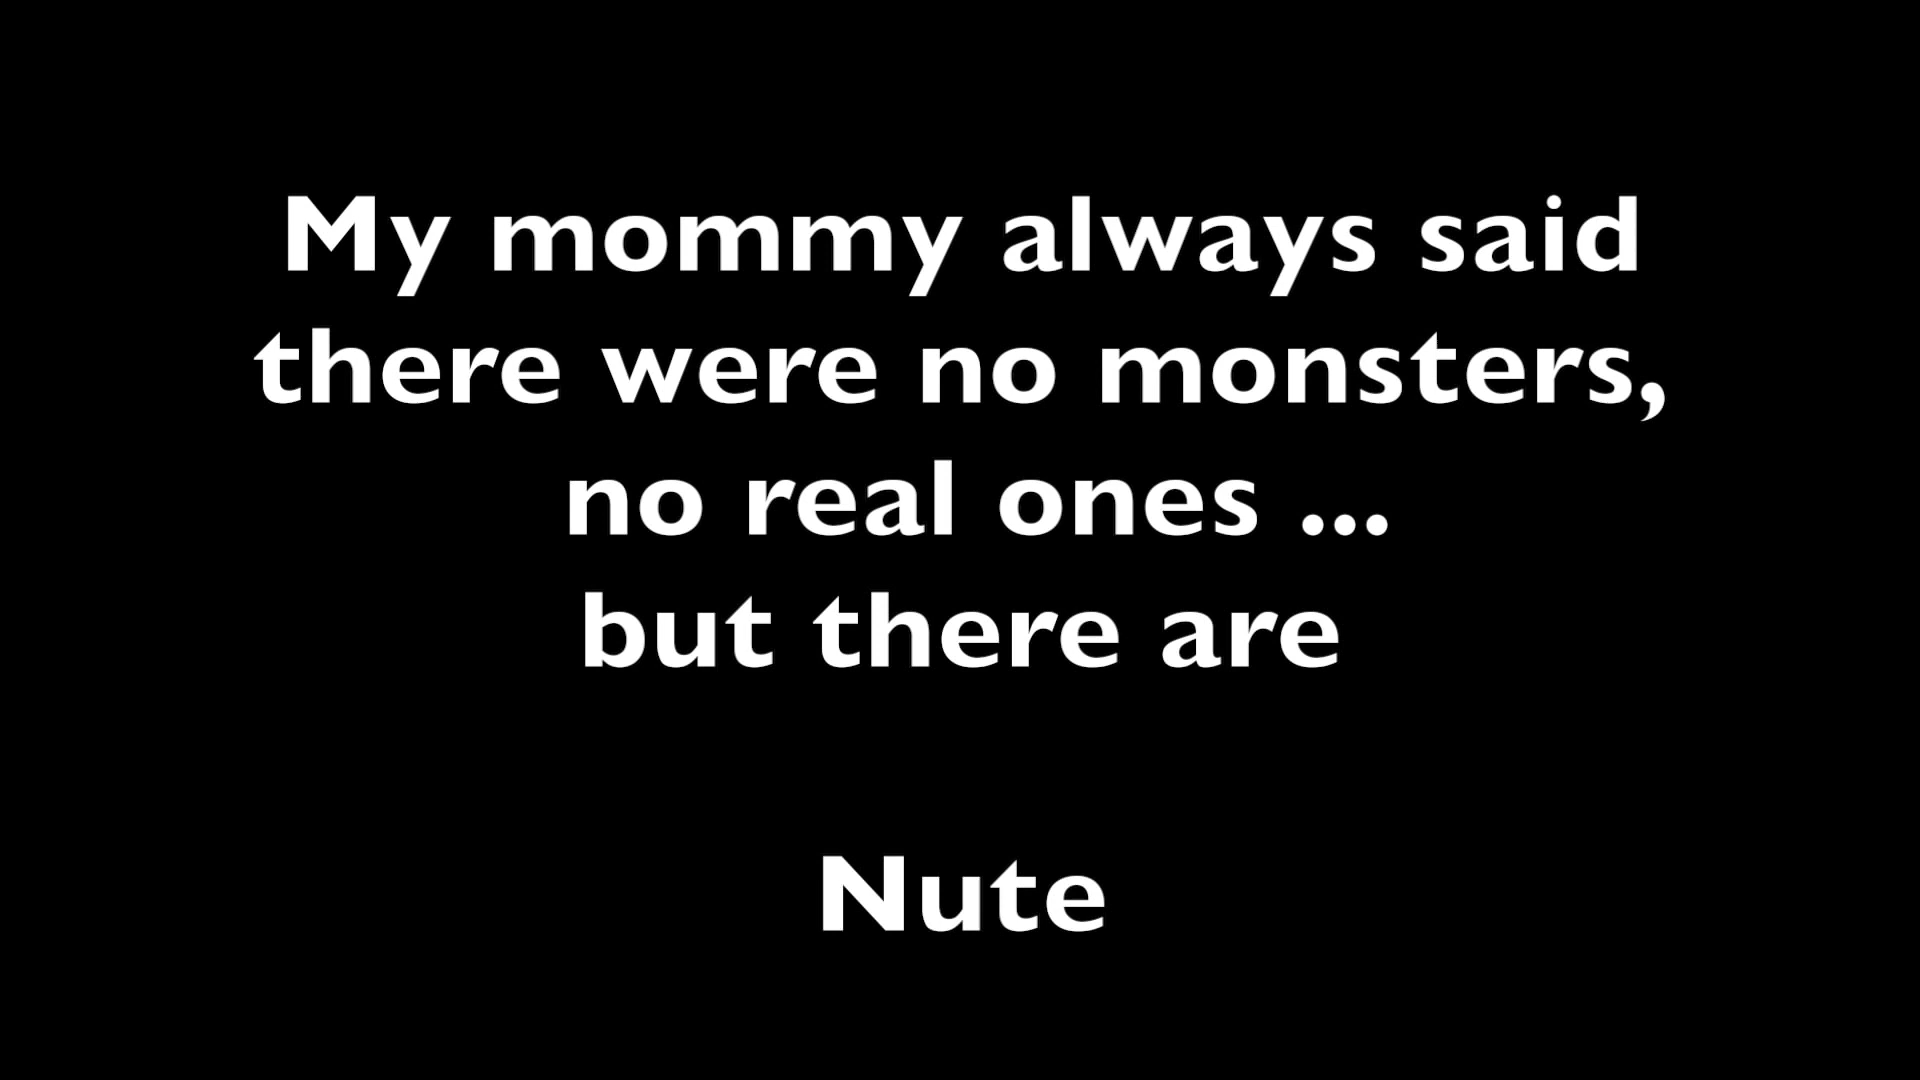 My mommy always said
there were no monsters,
no real ones ...
but there are
Nute